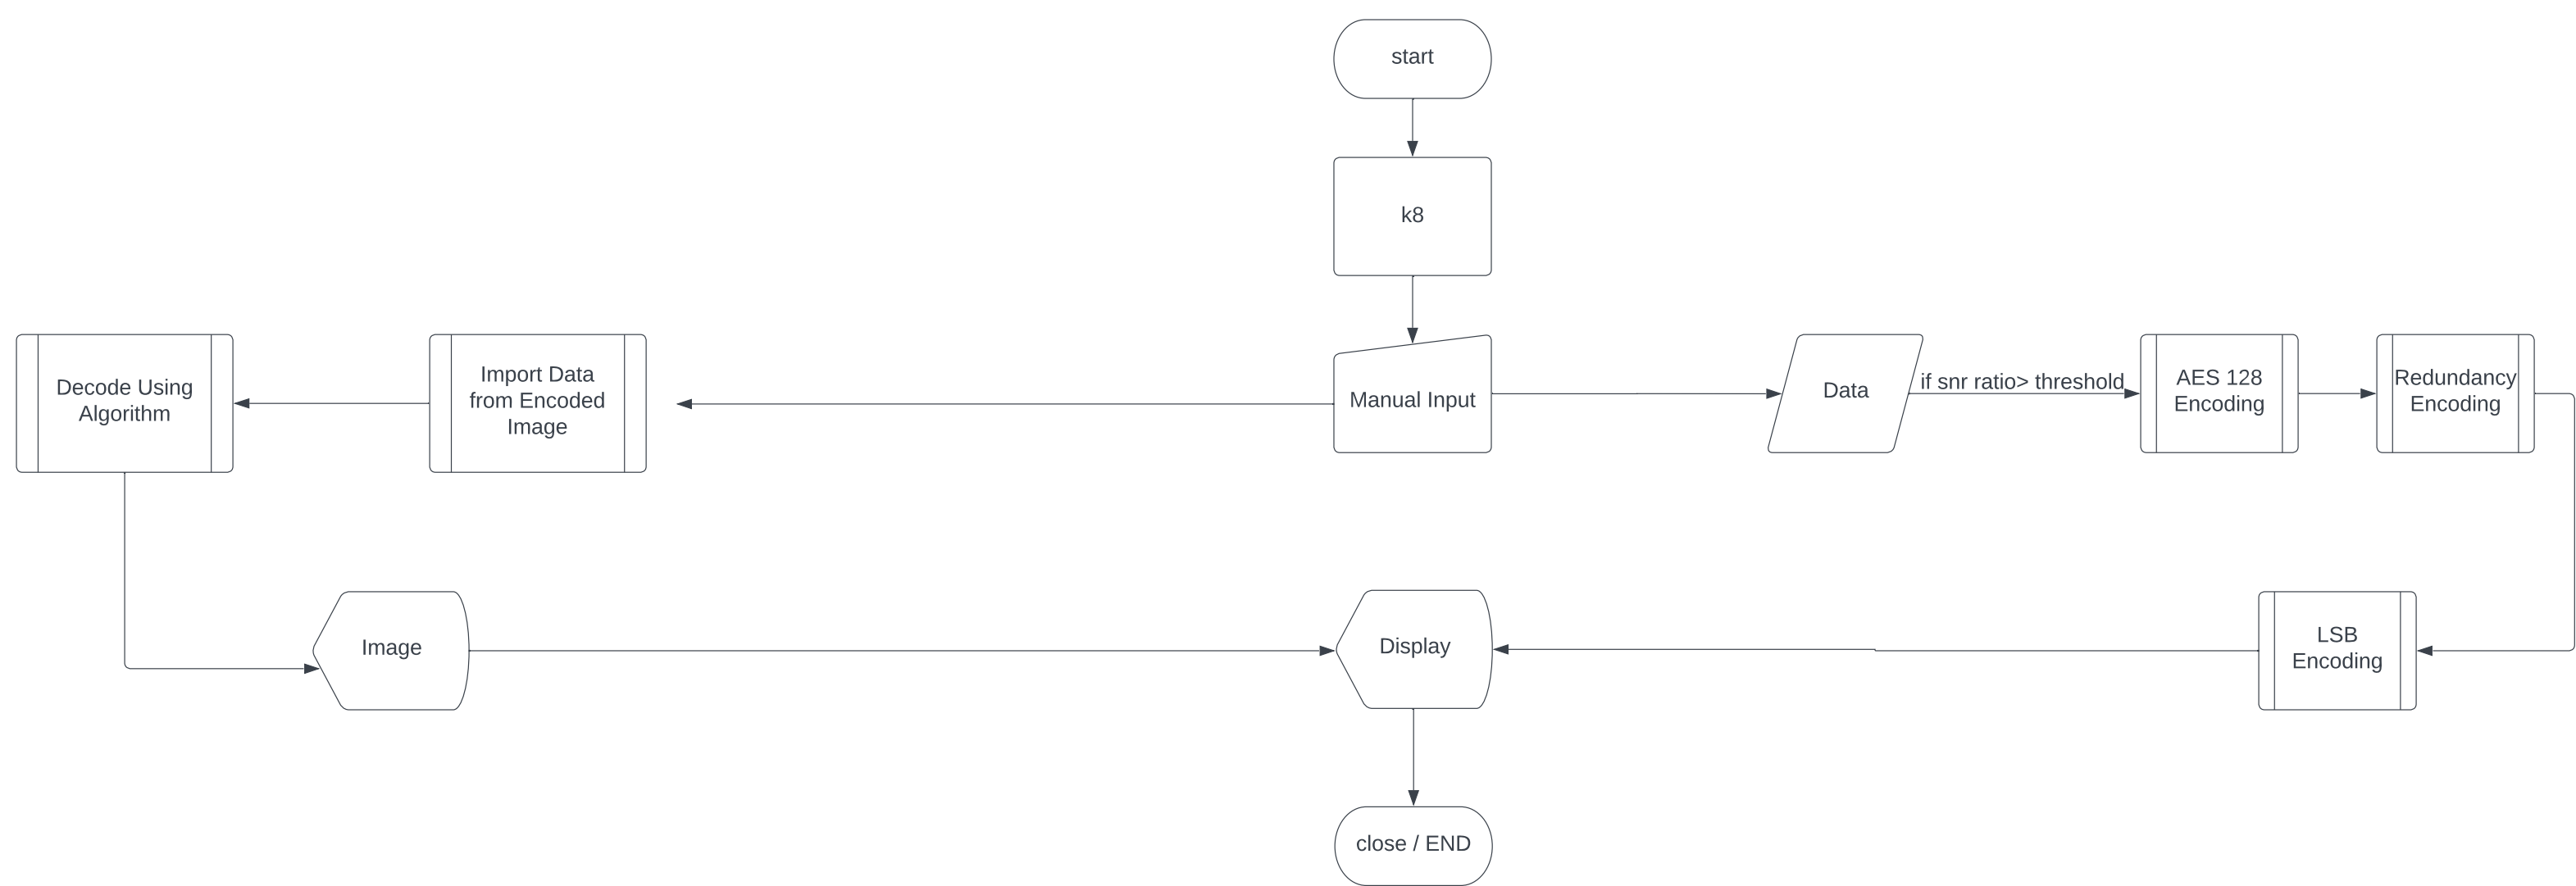 start
k8
Decode Using
Algorithm
Import Data
from Encoded
Image
Manual Input
Data
if snr ratio> threshold
AES 128
Encoding
Redundancy
Encoding
Image
Display
LSB
Encoding
close / END